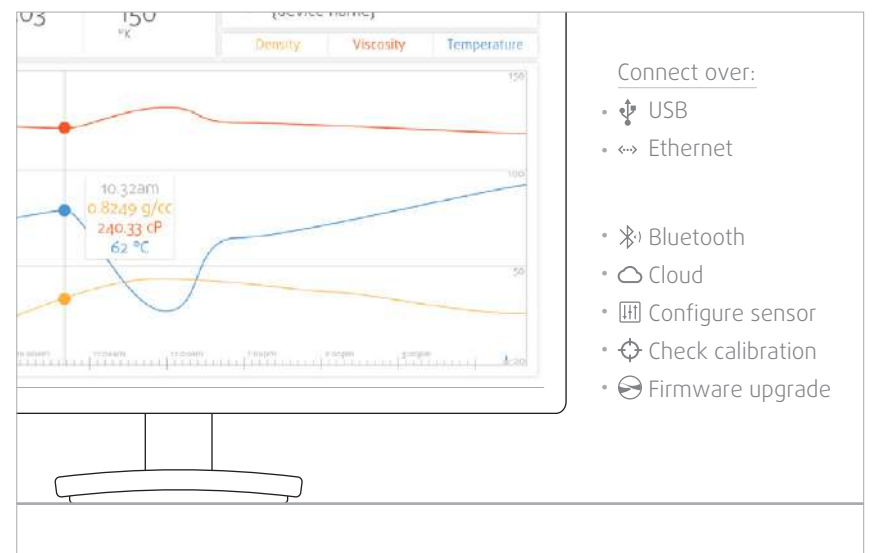 150
°K
Density Viscosity Temperature
150
100
50
10.32am
0.8249 g/cc
240.33 cP
62 °C
Connect over:
USB
Ethernet
Bluetooth
Cloud
Configure sensor
Check calibration
Firmware upgrade